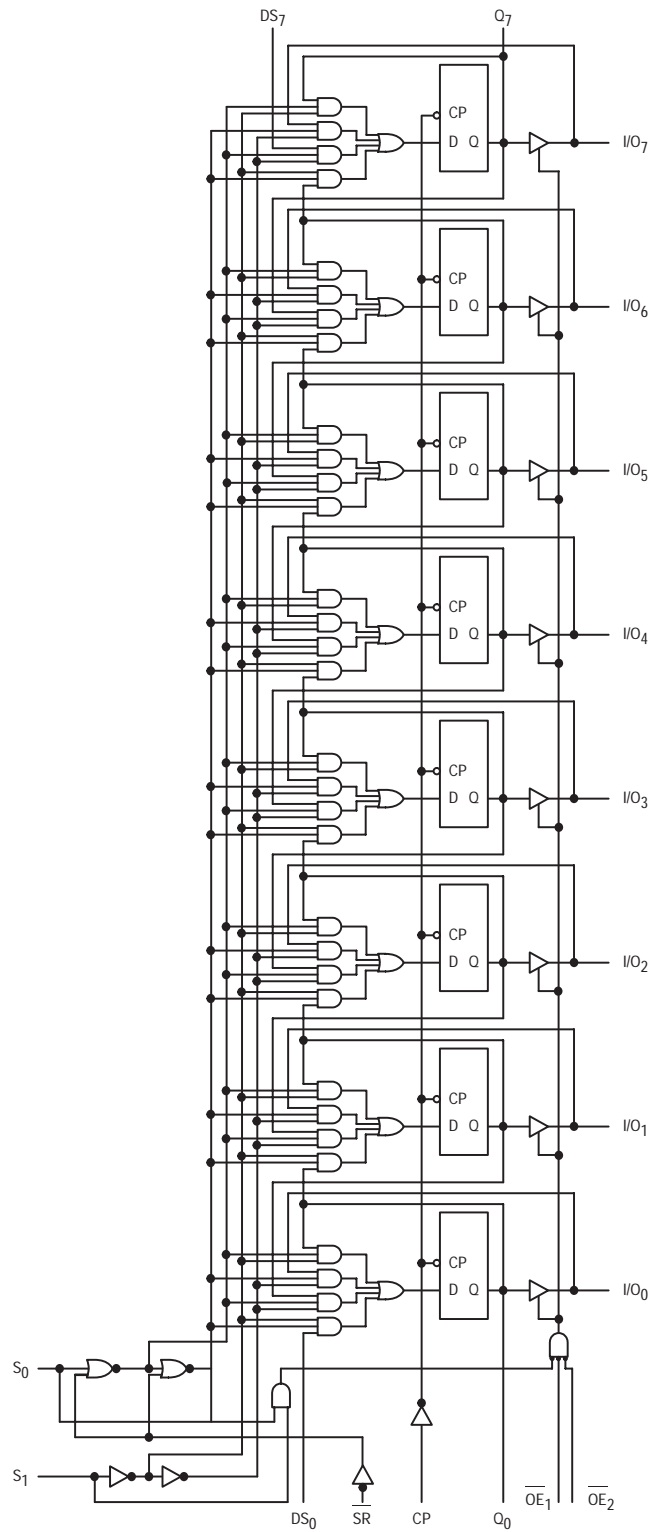 DS7 Q7
CP
D Q I/O7
CP
D Q I/O6
CP
D Q I/O5
CP
D Q I/O4
CP
D Q I/O3
CP
D Q I/O2
CP
D Q I/O1
CP
D Q I/O0
S0
S1
DS0 SR CP Q0 OE1 OE2